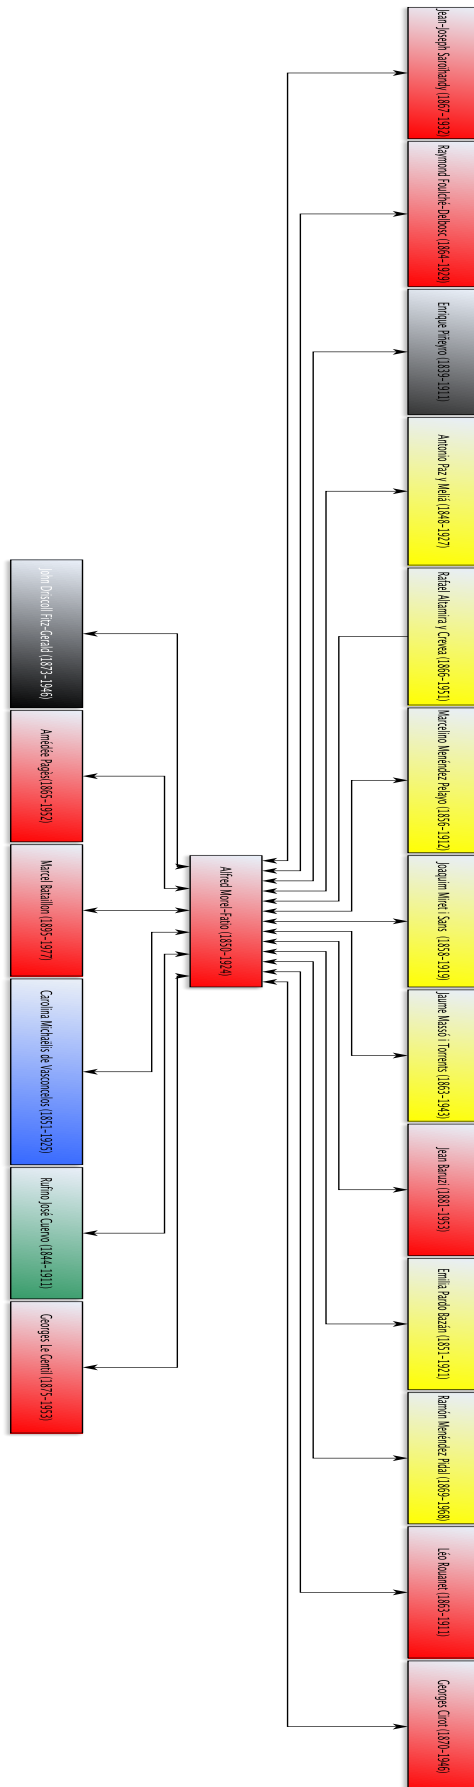 Jean-Joseph Saroïhandy (1867-1932)
Raymond Foulché-Delbosc (1864-1929)
Enrique Piñeyro (1839-1911)
Antonio Paz y Meliá (1848-1927)
Rafael Altamira y Crevea (1866-1951)
Marcelino Menéndez Pelayo (1856-1912)
Joaquim Miret i Sans (1858-1919)
Jaume Massó i Torrents (1863-1943)
Jean Baruzi (1881-1953)
Emilia Pardo Bazán (1851-1921)
Ramón Menéndez Pidal (1869-1968)
Léo Rouanet (1863-1911)
Georges Cirot (1870-1946)
Alfred Morel-Fatio (1850-1924)
John Driscoll Fitz-Gerald (1873-1946)
Amédée Pagès(1865-1952)
Marcel Bataillon (1895-1977)
Carolina Michaëlis de Vasconcelos (1851-1925)
Rufino José Cuervo (1844-1911)
Georges Le Gentil (1875-1953)